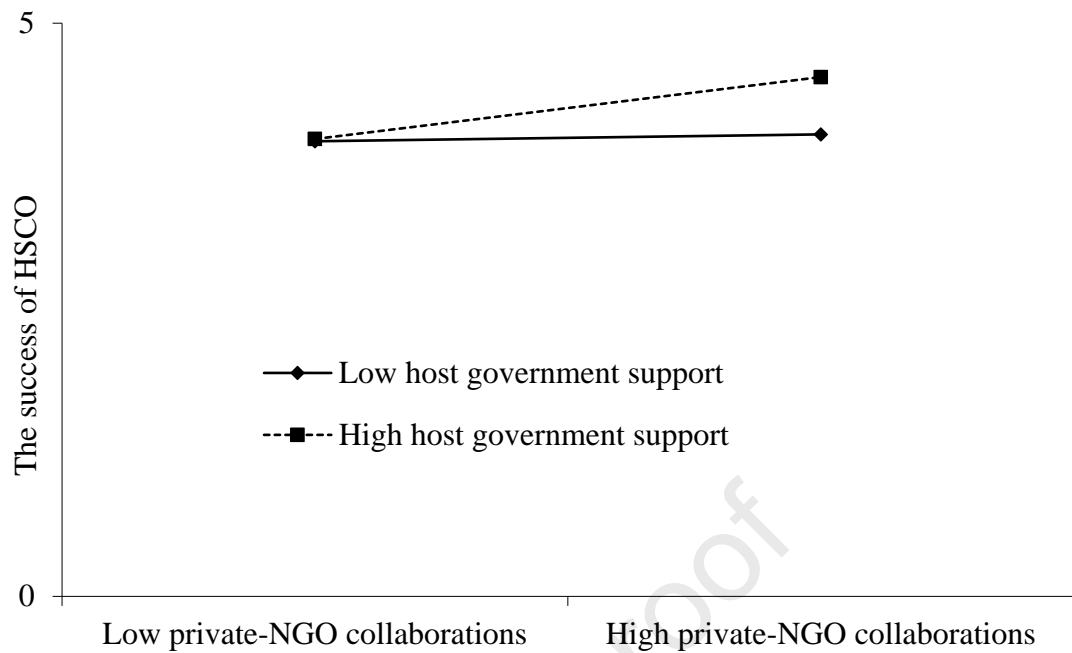 5
The success of HSCO
Low host government support
High host government support
0
Low private-NGO collaborations
High private-NGO collaborations
roof